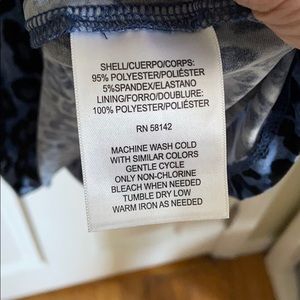 SHELL/CUERPO/CORPS:
95% POLYESTER/POLIÉSTER
5%SPANDEX/ELASTANO
LINING/FORRO/DOUBLURE:
100% POLYESTER/POLIÉSTER
RN 58142
MACHINE WASH COLD
WITH SIMILAR COLORS
GENTLE CYCLE
ONLY NON-CHLORINE
BLEACH WHEN NEEDED
TUMBLE DRY LOW
WARM IRON AS NEEDED